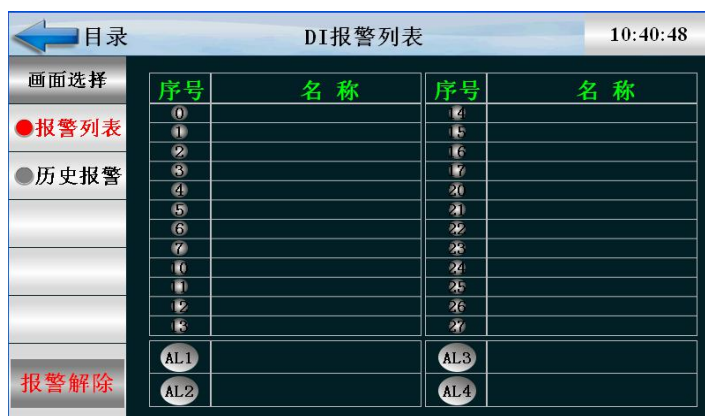 目录 DI报警列表 10:40:48
画面选择
报警列表
历史报警
报警解除
序号 名称 序号 名称
0 14
1 15
2 16
3 17
4 20
5 21
6 22
7 23
10 24
11 25
12 26
13 27
AL1 AL3
AL2 AL4